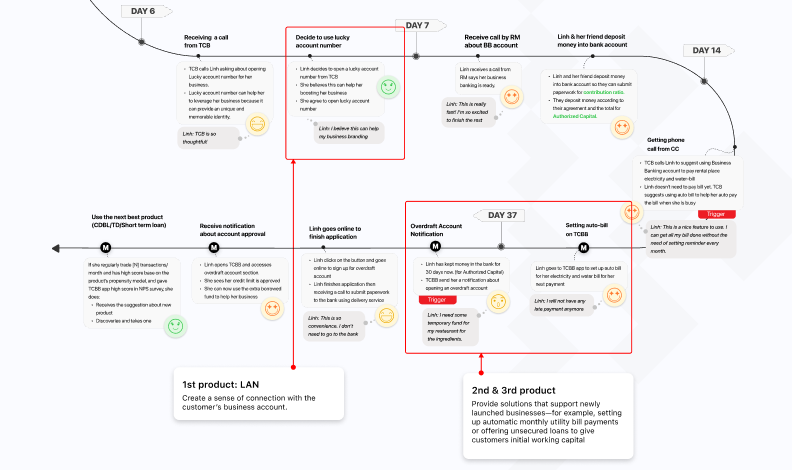 DAY 6
Receiving a call
from TCB
• TCB calls Linh asking about opening
Lucky account number for her
business.
• Lucky account number can help her
to leverage her business because it
can provide an unique and
memorable identity.
Linh: TCB is so
thoughtful!
Decide to use lucky
account number
• Linh decides to open a lucky account
number from TCB
• She believes this can help her
boosting her business
• She agree to open lucky account
number
Linh: I believe this can help
my business branding
DAY 7
Receive call by RM
about BB account
Linh receives a call from
RM says her business
banking is ready.
Linh: This is really
fast! I'm so excited
to finish the rest
Linh & her friend deposit
money into bank account
• Linh and her friend deposit money
into bank account so they can submit
paperwork for contribution ratio.
• They deposit money according to
their agreement and the total for
Authorized Capital.
DAY 14
Getting phone
call from CC
• TCB calls Linh to suggest using Business
Banking account to pay rental place
electricity and water-bill
• Linh doesn't need to pay bill yet. TCB
suggests using auto bill to help her auto pay
the bill when she is busy
Trigger
Linh: This is a nice feature to use. I
can get all my bill done without the
need of setting reminder every
month.
Use the next best product
(CDBL/TD/Short term loan)
M
If she regularly trade [N] transactions/
month and has high score base on the
product's propensity model, and gave
TCBB app high score in NPS survey, she
does:
• Receives the suggestion about new
product
• Discoveries and takes one
Receive notification
about account approval
M
• Linh opens TCBB and accesses
overdraft account section
• She sees her credit limit is approved
• She can now use the extra borrowed
fund to help her business
Linh goes online to
finish application
• Linh clicks on the button and goes
online to sign up for overdraft
account
• Linh finishes application then
receiving a call to submit paperwork
to the bank using delivery service
Linh: This is so
convenience. I don't
need to go to the bank
Overdraft Account
Notification
M
• Linh has kept money in the bank for
30 days now. (for Authorized Capital)
• TCBB send her a notification about
opening an overdraft account
Trigger
Linh: I need some
temporary fund for
my restaurant for
the ingredients.
DAY 37
Setting auto-bill
on TCBB
M
Linh goes to TCBB app to set up auto bill
for her electricity and water bill for her
next payment
Linh: I will not have any
late payment anymore
1st product: LAN
Create a sense of connection with the
customer's business account.
2nd & 3rd product
Provide solutions that support newly
launched businesses—for example, setting
up automatic monthly utility bill payments
or offering unsecured loans to give
customers initial working capital